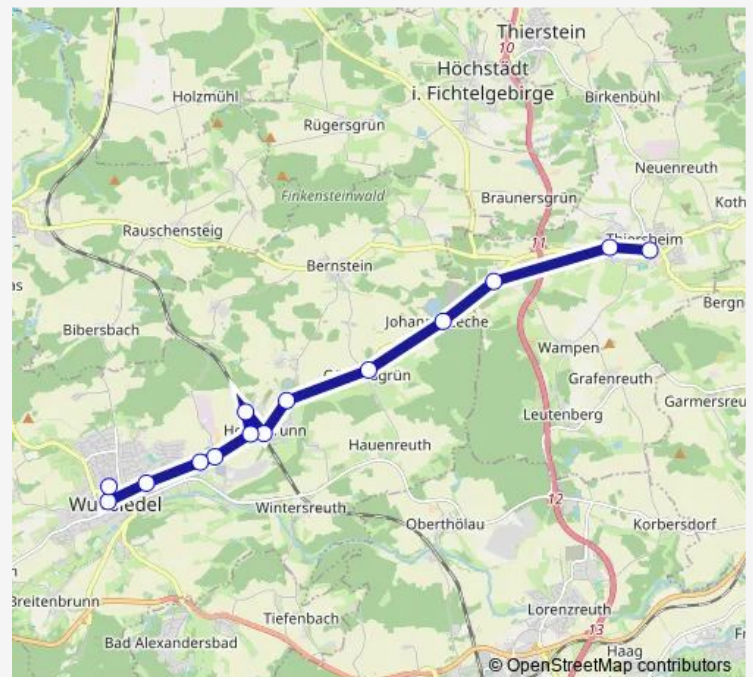 Thierstein
10
Höchstädt
i. Fichtelgebirge
Holzmühl
Birkenbühl
Rügersgrün
Neuenreuth
Finkensteinwald
Braunersgrün
Koth
Rauschensteig
11
Thiersheim
Bernstein
as
Bergn
Bibersbach
Wampen
Grafenreuth
Garmersreu
Leutenberg
Hauenreuth
12
Wintersreuth
Oberthölau
Korbersdorf
Breitenbrunn
Tiefenbach
Lorenzreuth
13
Bad Alexandersbad
Haag
Fr
© OpenStreetMap contributors